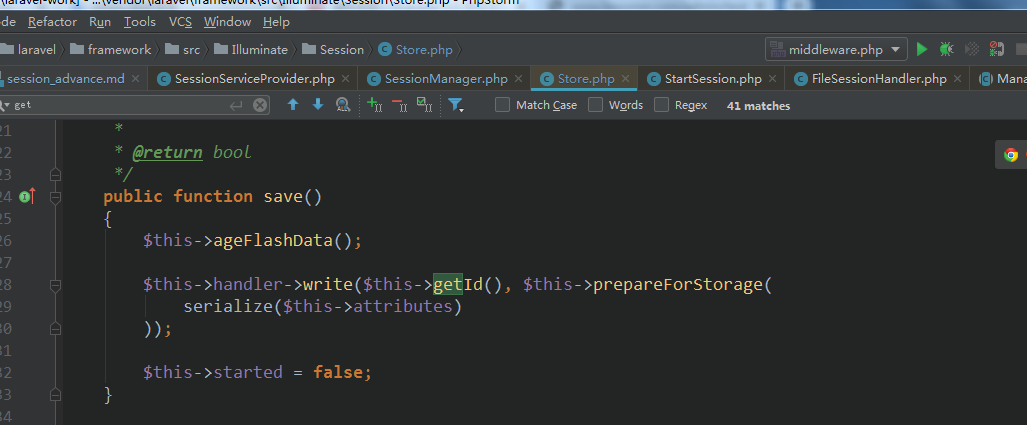 \laravel-work] - ...\vendor\laravel\framework\src\Illuminate\Session\Store.php - PhpStorm
de Refactor Run Tools VCS Window Help
laravel framework src Illuminate Session Store.php middleware.php
session_advance.md SessionServiceProvider.php SessionManager.php Store.php StartSession.php FileSessionHandler.php Mana
get Match Case Words Regex 41 matches
21 *
22 * @return bool
23 */
24 public function save()
25 {
26 $this->ageFlashData();
27
28 $this->handler->write($this->getId(), $this->prepareForStorage(
29 serialize($this->attributes)
30 ));
31
32 $this->started = false;
33 }
34